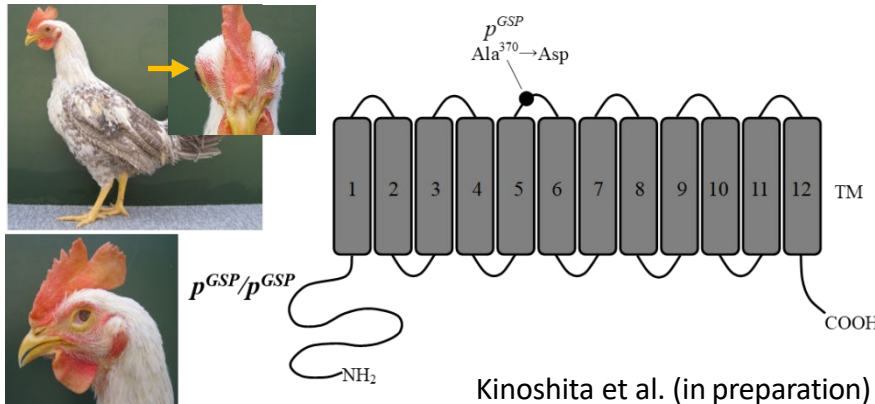 p^GSP
Ala^370→Asp
1 2 3 4 5 6 7 8 9 10 11 12 TM
p^GSP/p^GSP
COOH
NH₂
Kinoshita et al. (in preparation)